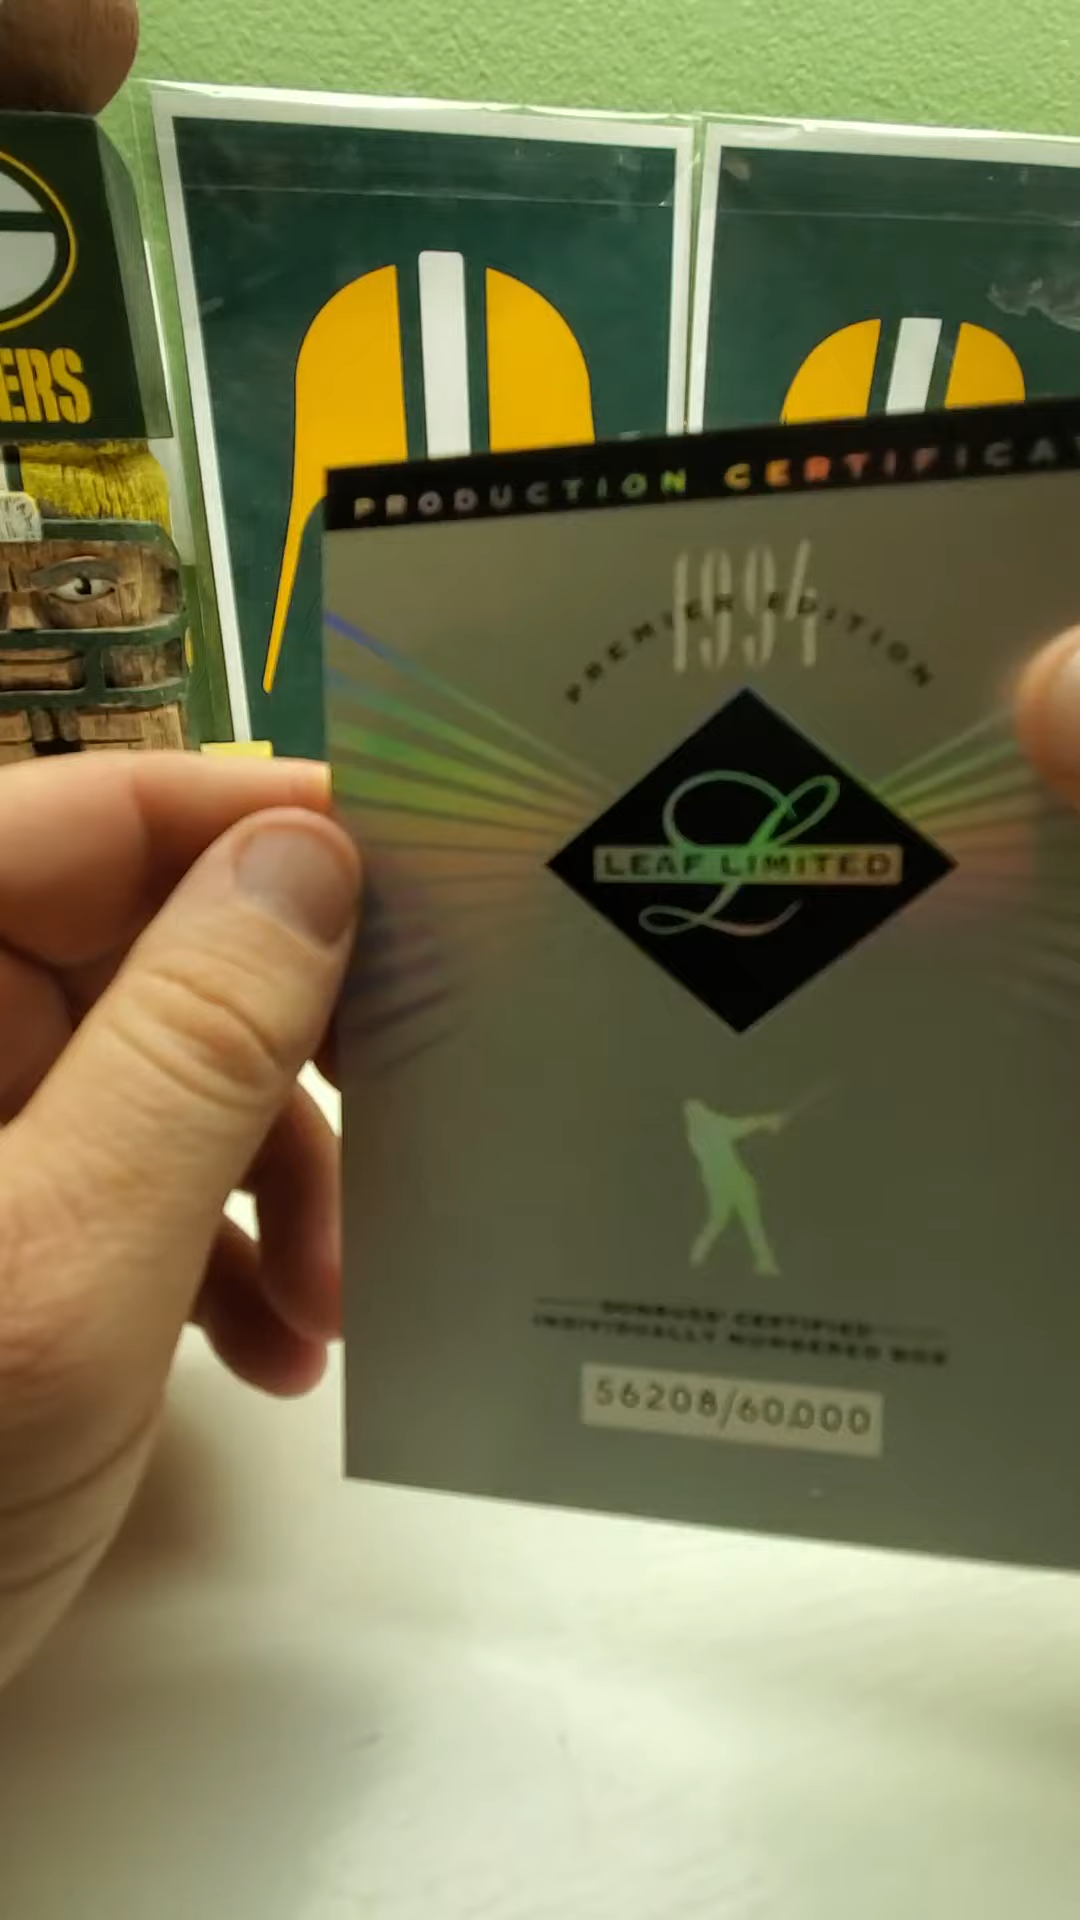 ERS
PRODUCTION CERTIFICA
1994
PREMIER EDITION
L
LEAF LIMITED
DONRUSS' CERTIFIED
INDIVIDUALLY NUMBERED BOX
56208/60,000